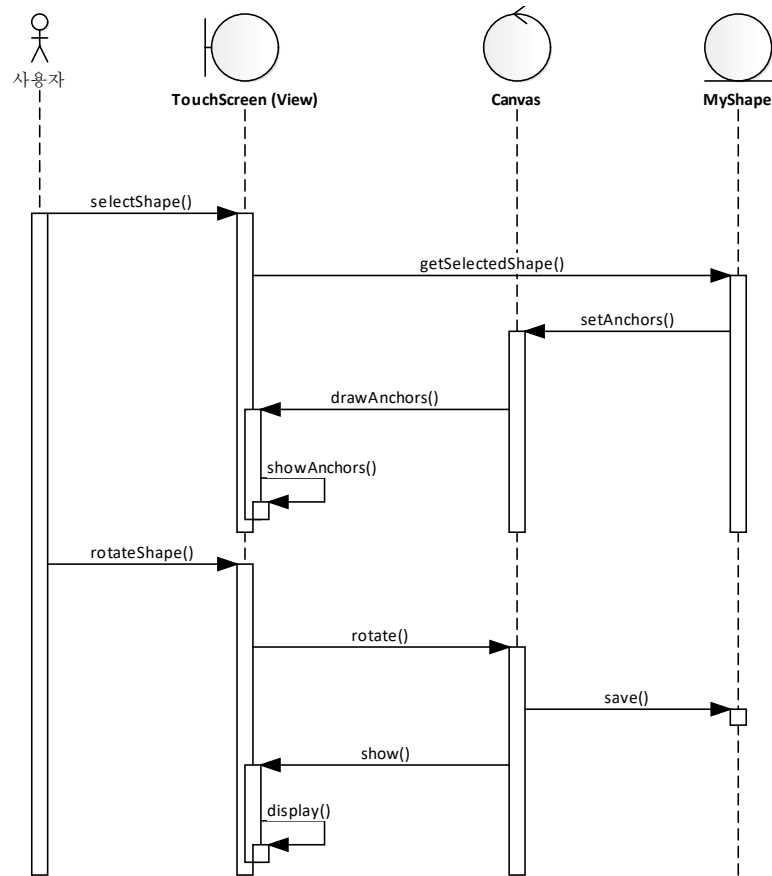 사용자
TouchScreen (View)
Canvas
MyShape
selectShape()
getSelectedShape()
setAnchors()
drawAnchors()
showAnchors()
rotateShape()
rotate()
save()
show()
display()